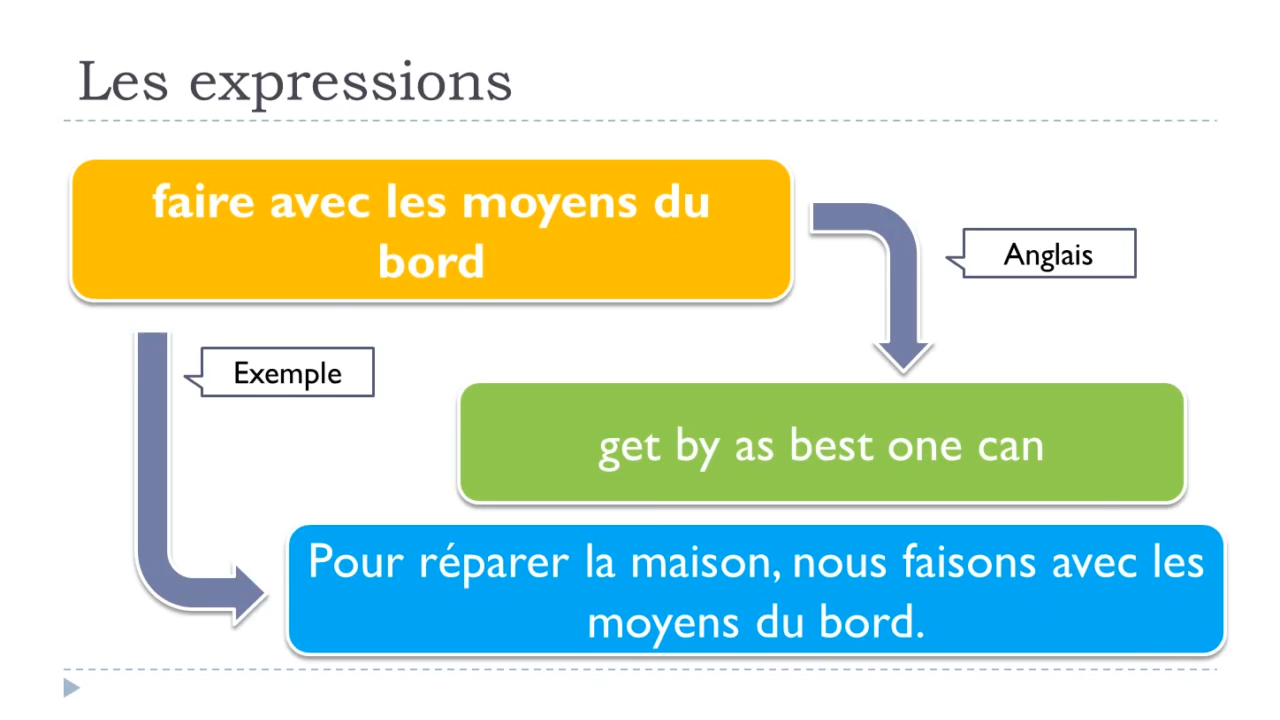 Les expressions
faire avec les moyens du
bord
Anglais
Exemple
get by as best one can
Pour réparer la maison, nous faisons avec les
moyens du bord.